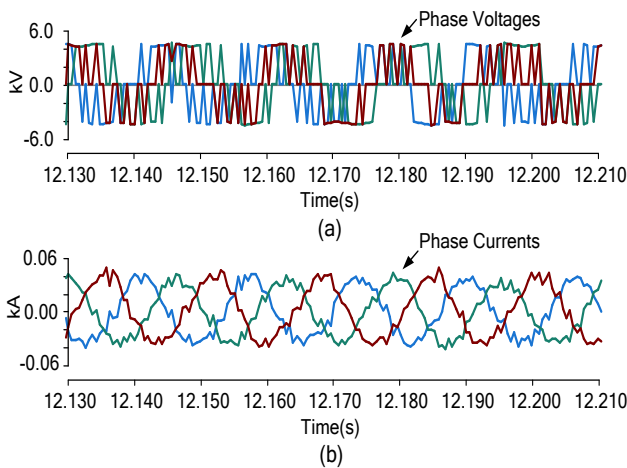 Phase Voltages
6.0
0.0
-6.0
kV
12.130 12.140 12.150 12.160 12.170 12.180 12.190 12.200 12.210
Time(s)
(a)
Phase Currents
0.06
0.00
-0.06
kA
12.130 12.140 12.150 12.160 12.170 12.180 12.190 12.200 12.210
Time(s)
(b)